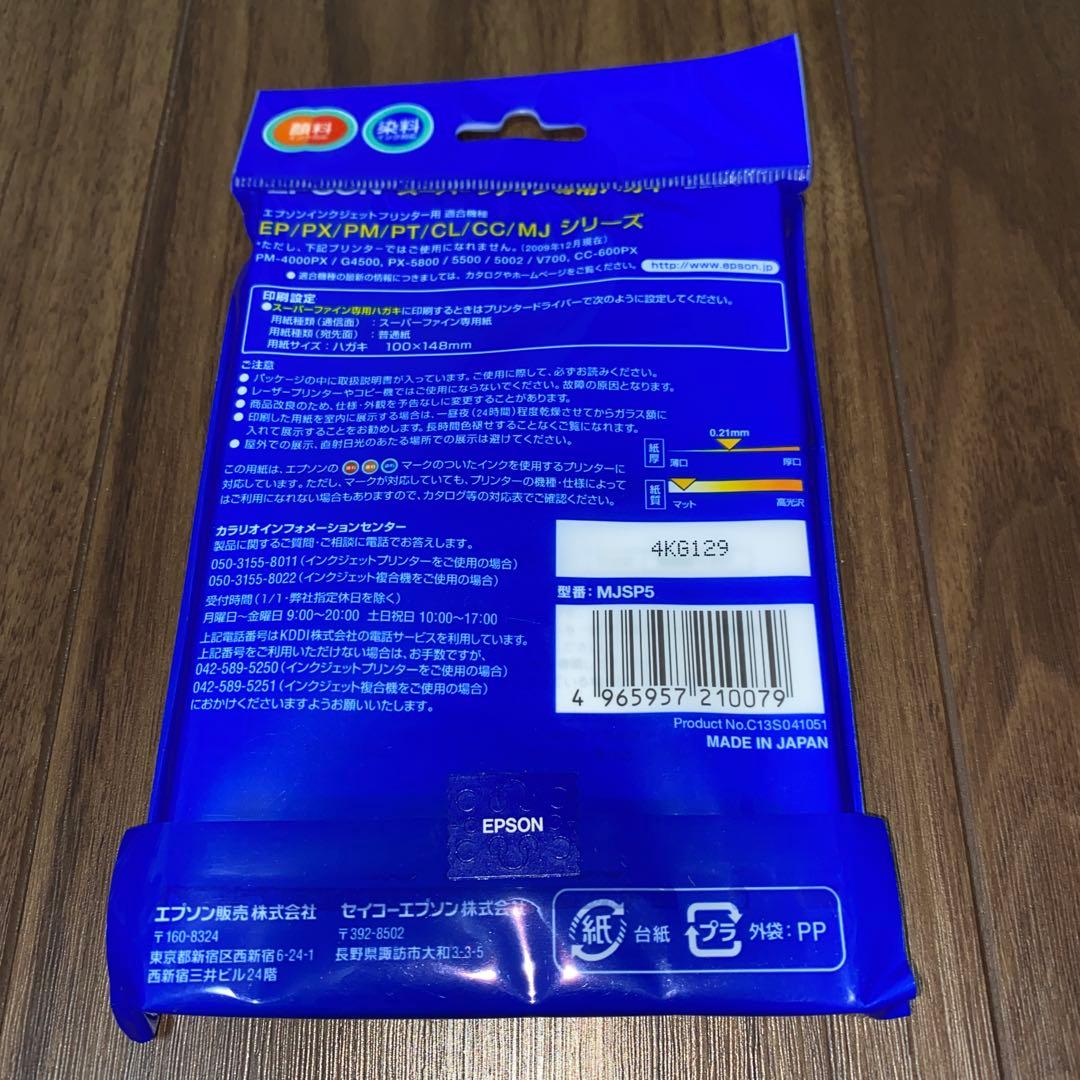 顔料
染料
EPSON スーパーファイン専用ハガキ
エプソンインクジェットプリンター用 適合機種
EP/PX/PM/PT/CL/CC/MJ シリーズ
*ただし、下記プリンターではご使用になれません。(2009年12月現在)
PM-4000PX / G4500, PX-5800 / 5500 / 5002 / V700, CC-600PX
●適合機種の最新の情報につきましては、カタログやホームページをご覧ください。
http://www.epson.jp
印刷設定
●スーパーファイン専用ハガキに印刷するときはプリンタードライバーで次のように設定してください。
用紙種類(通信面) :スーパーファイン専用紙
用紙種類(宛先面) :普通紙
用紙サイズ:ハガキ 100×148mm
ご注意
● パッケージの中に取扱説明書が入っています。ご使用に際して、必ずお読みください。
● レーザープリンターやコピー機ではご使用にならないでください。故障の原因となります。
● 商品改良のため、仕様・外観を予告なしに変更することがあります。
● 印刷した用紙を室内に展示する場合は、一昼夜(24時間)程度乾燥させてからガラス額に
入れて展示することをお勧めします。長時間色褪せすることなくご覧になれます。
● 屋外での展示、直射日光のあたる場所での展示は避けてください。
この用紙は、エプソンの マークのついたインクを使用するプリンターに
対応しています。ただし、マークが対応していても、プリンターの機種・仕様によって
はご利用になれない場合もありますので、カタログ等の対応表でご確認ください。
紙厚
0.21mm
薄口
厚口
紙質
マット
高光沢
カラリオインフォメーションセンター
製品に関するご質問・ご相談に電話でお答えします。
050-3155-8011(インクジェットプリンターをご使用の場合)
050-3155-8022(インクジェット複合機をご使用の場合)
受付時間(1/1・弊社指定休日を除く)
月曜日~金曜日 9:00~20:00 土日祝日 10:00~17:00
上記電話番号はKDDI株式会社の電話サービスを利用しています。
上記番号をご利用いただけない場合は、お手数ですが、
042-589-5250(インクジェットプリンターをご使用の場合)
042-589-5251(インクジェット複合機をご使用の場合)
におかけくださいますようお願いいたします。
4KG129
型番:MJSP5
4 965957 210079
Product No.C13S041051
MADE IN JAPAN
EPSON
エプソン販売株式会社
〒160-8324
東京都新宿区西新宿6-24-1
西新宿三井ビル24階
セイコーエプソン株式会社
〒392-8502
長野県諏訪市大和3-3-5
紙 台紙
プラ 外袋:PP